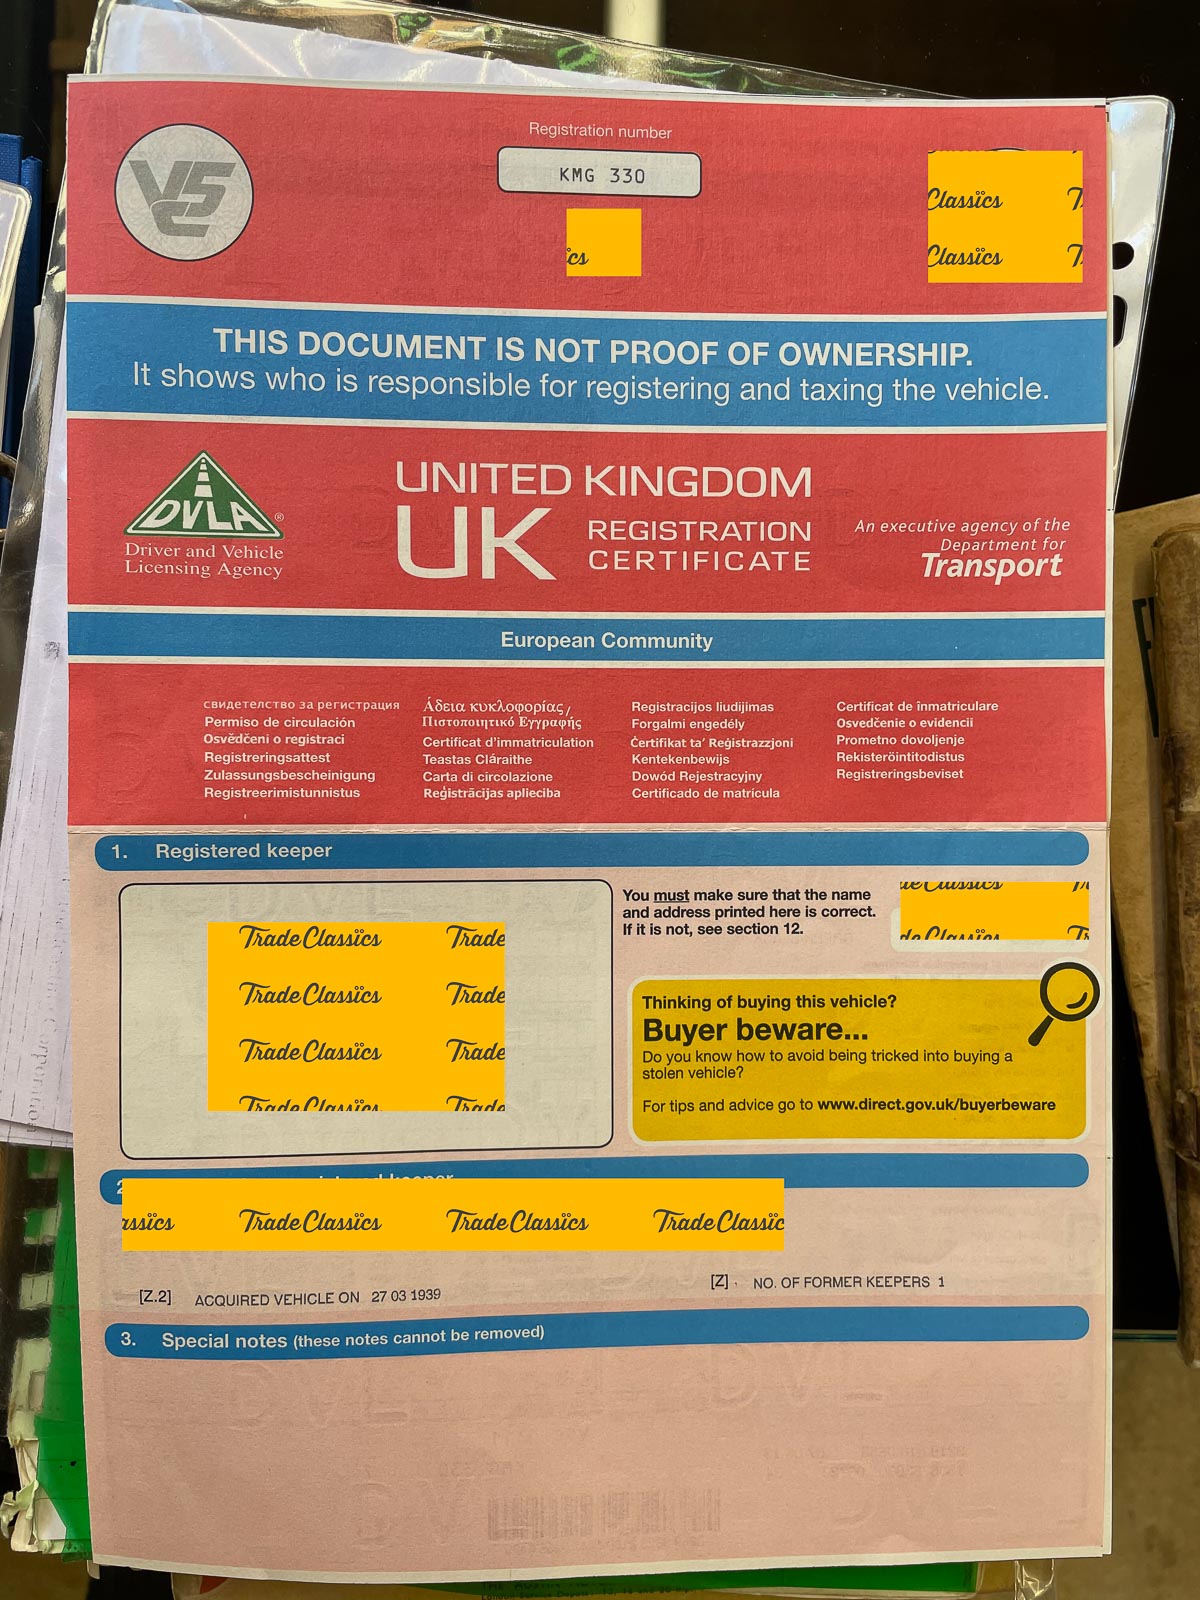 V5C
Registration number
KMG 330
cs
Classics T
Classics T
THIS DOCUMENT IS NOT PROOF OF OWNERSHIP.
It shows who is responsible for registering and taxing the vehicle.
DVLA®
Driver and Vehicle
Licensing Agency
UNITED KINGDOM
UK REGISTRATION
CERTIFICATE
An executive agency of the
Department for
Transport
European Community
свидетелство за регистрация
Permiso de circulación
Osvědčeni o registraci
Registreringsattest
Zulassungsbescheinigung
Registreerimistunnistus
Άδεια κυκλοφορίας /
Πιστοποιητικό Εγγραφής
Certificat d'immatriculation
Teastas Cláraithe
Carta di circolazione
Reģistrācijas apliecība
Registracijos liudijimas
Forgalmi engedély
Ċertifikat ta' Reġistrazzjoni
Kentekenbewijs
Dowód Rejestracyjny
Certificado de matrícula
Certificat de înmatriculare
Osvedčenie o evidencii
Prometno dovoljenje
Rekisteröintitodistus
Registreringsbeviset
1. Registered keeper
You must make sure that the name
and address printed here is correct.
If it is not, see section 12.
Trade Classics Trade
Trade Classics Trade
Trade Classics Trade
Trade Classics Trade
Thinking of buying this vehicle?
Buyer beware...
Do you know how to avoid being tricked into buying a
stolen vehicle?
For tips and advice go to www.direct.gov.uk/buyerbeware
keeper
assics Trade Classics Trade Classics Trade Classic
[Z.2] ACQUIRED VEHICLE ON 27 03 1939
[Z] NO. OF FORMER KEEPERS 1
3. Special notes (these notes cannot be removed)